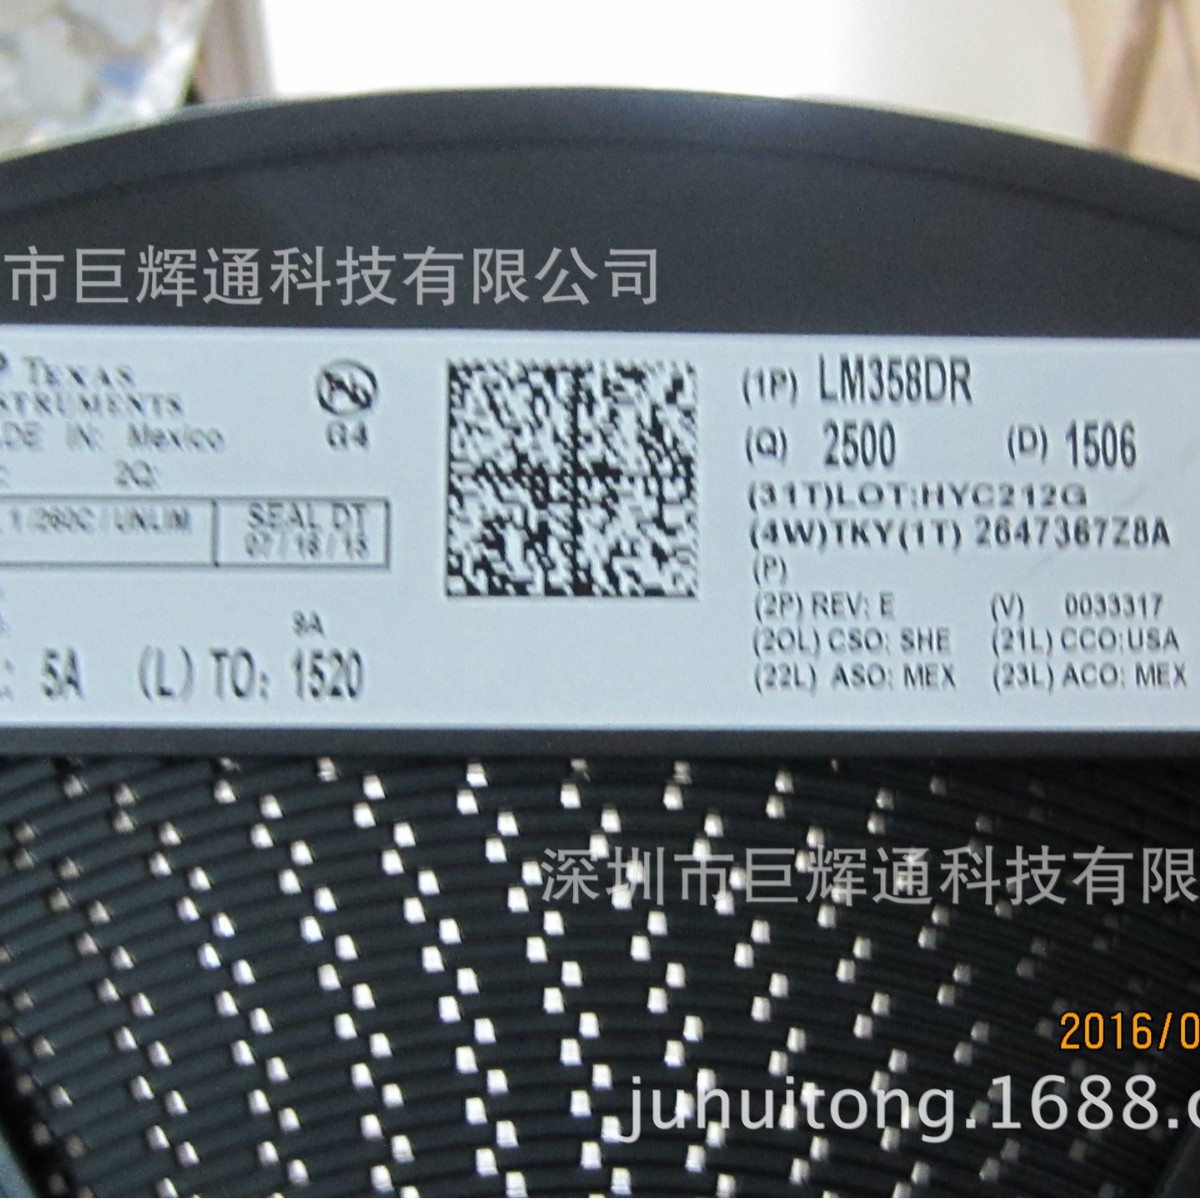 市巨辉通科技有限公司
TEXAS
STRUMENTS
ADE IN: Mexico
Pb
G4
2Q:
1/260C/UNLIM
SEAL DT
07/16/15
9A
L: 5A (L) TO: 1520
(1P) LM358DR
(Q) 2500 (D) 1506
(31T)LOT:HYC212G
(4W)TKY(1T) 2647367Z8A
(P)
(2P) REV: E (V) 0033317
(20L) CSO: SHE (21L) CCO:USA
(22L) ASO: MEX (23L) ACO: MEX
深圳市巨辉通科技有限
2016/0
juhuitong.1688.c